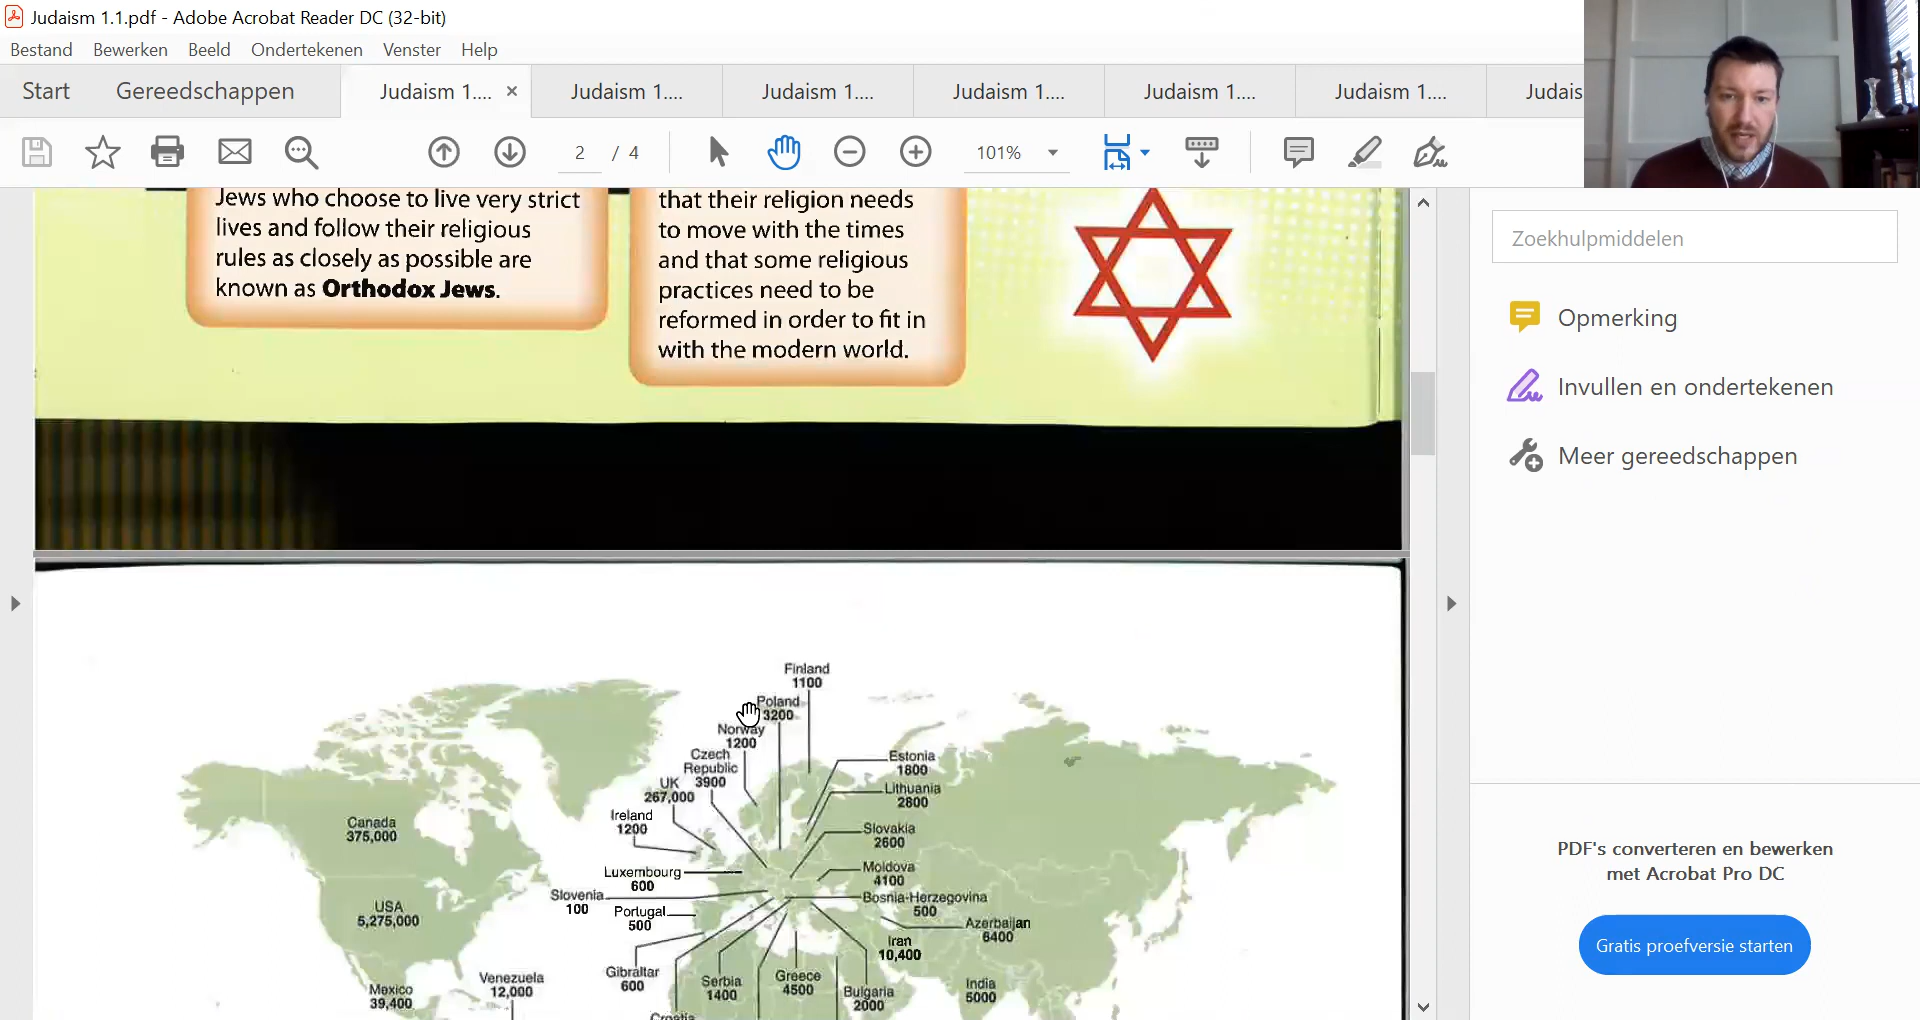 Judaism 1.1.pdf - Adobe Acrobat Reader DC (32-bit)
Bestand Bewerken Beeld Ondertekenen Venster Help
Start Gereedschappen Judaism 1.... × Judaism 1.... Judaism 1.... Judaism 1.... Judaism 1.... Judaism 1.... Judais
2 / 4 101%
Jews who choose to live very strict
lives and follow their religious
rules as closely as possible are
known as Orthodox Jews.
that their religion needs
to move with the times
and that some religious
practices need to be
reformed in order to fit in
with the modern world.
Zoekhulpmiddelen
Opmerking
Invullen en ondertekenen
Meer gereedschappen
PDF's converteren en bewerken
met Acrobat Pro DC
Gratis proefversie starten
Finland
1100
Poland
3200
Norway
1200
Czech
Republic
3900
UK
267,000
Ireland
1200
Luxembourg
600
Slovenia
100
Portugal
500
Gibraltar
600
Serbia
1400
Greece
4500
Bulgaria
2000
Croatia
Estonia
1800
Lithuania
2800
Slovakia
2600
Moldova
4100
Bosnia-Herzegovina
500
Azerbaijan
6400
Iran
10,400
India
5000
Canada
375,000
USA
5,275,000
Mexico
39,400
Venezuela
12,000